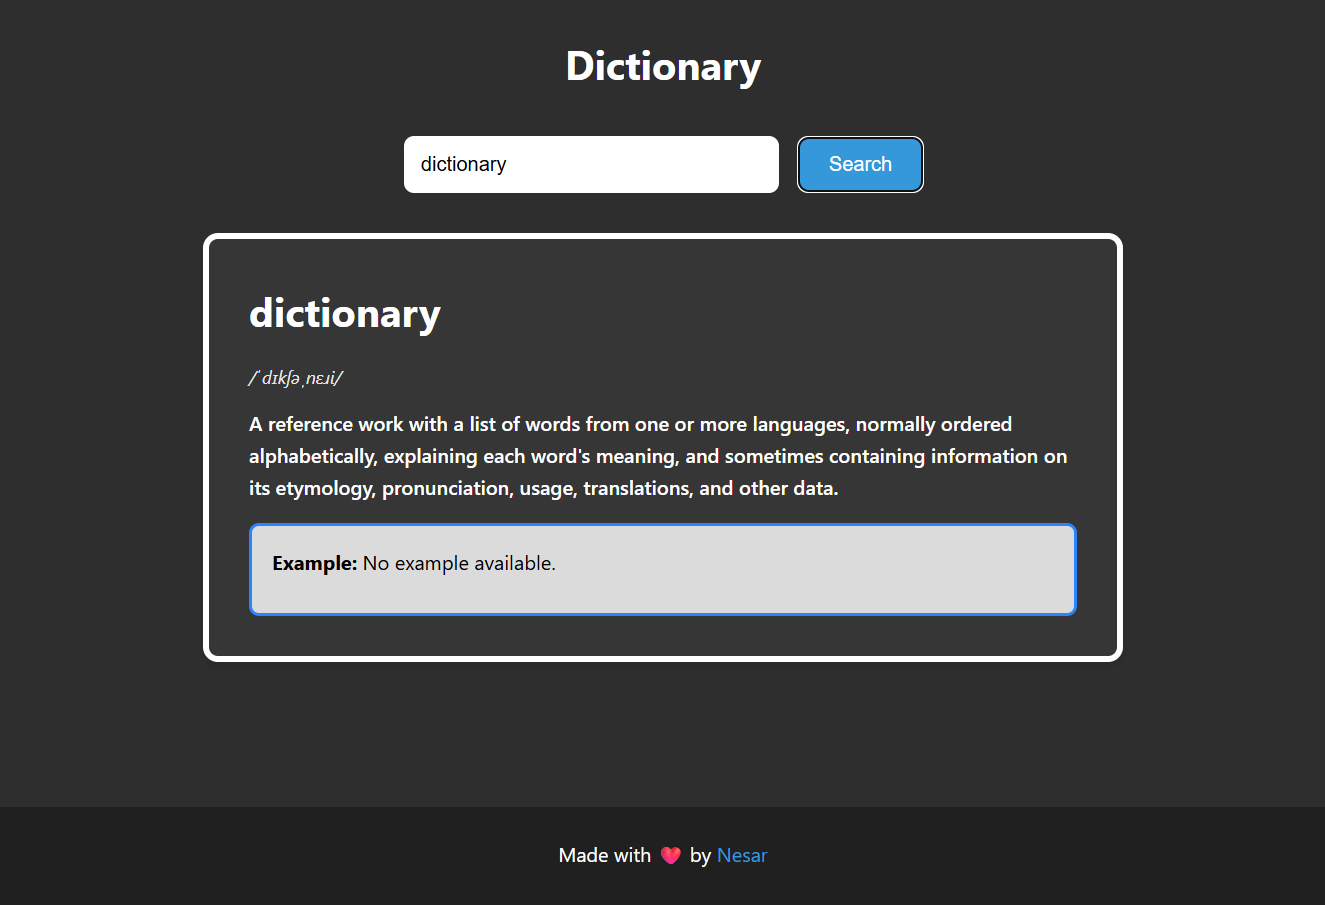 Dictionary
dictionary
Search
dictionary
/ˈdɪkʃəˌnɛɹi/
A reference work with a list of words from one or more languages, normally ordered
alphabetically, explaining each word's meaning, and sometimes containing information on
its etymology, pronunciation, usage, translations, and other data.
Example: No example available.
Made with 💗 by Nesar